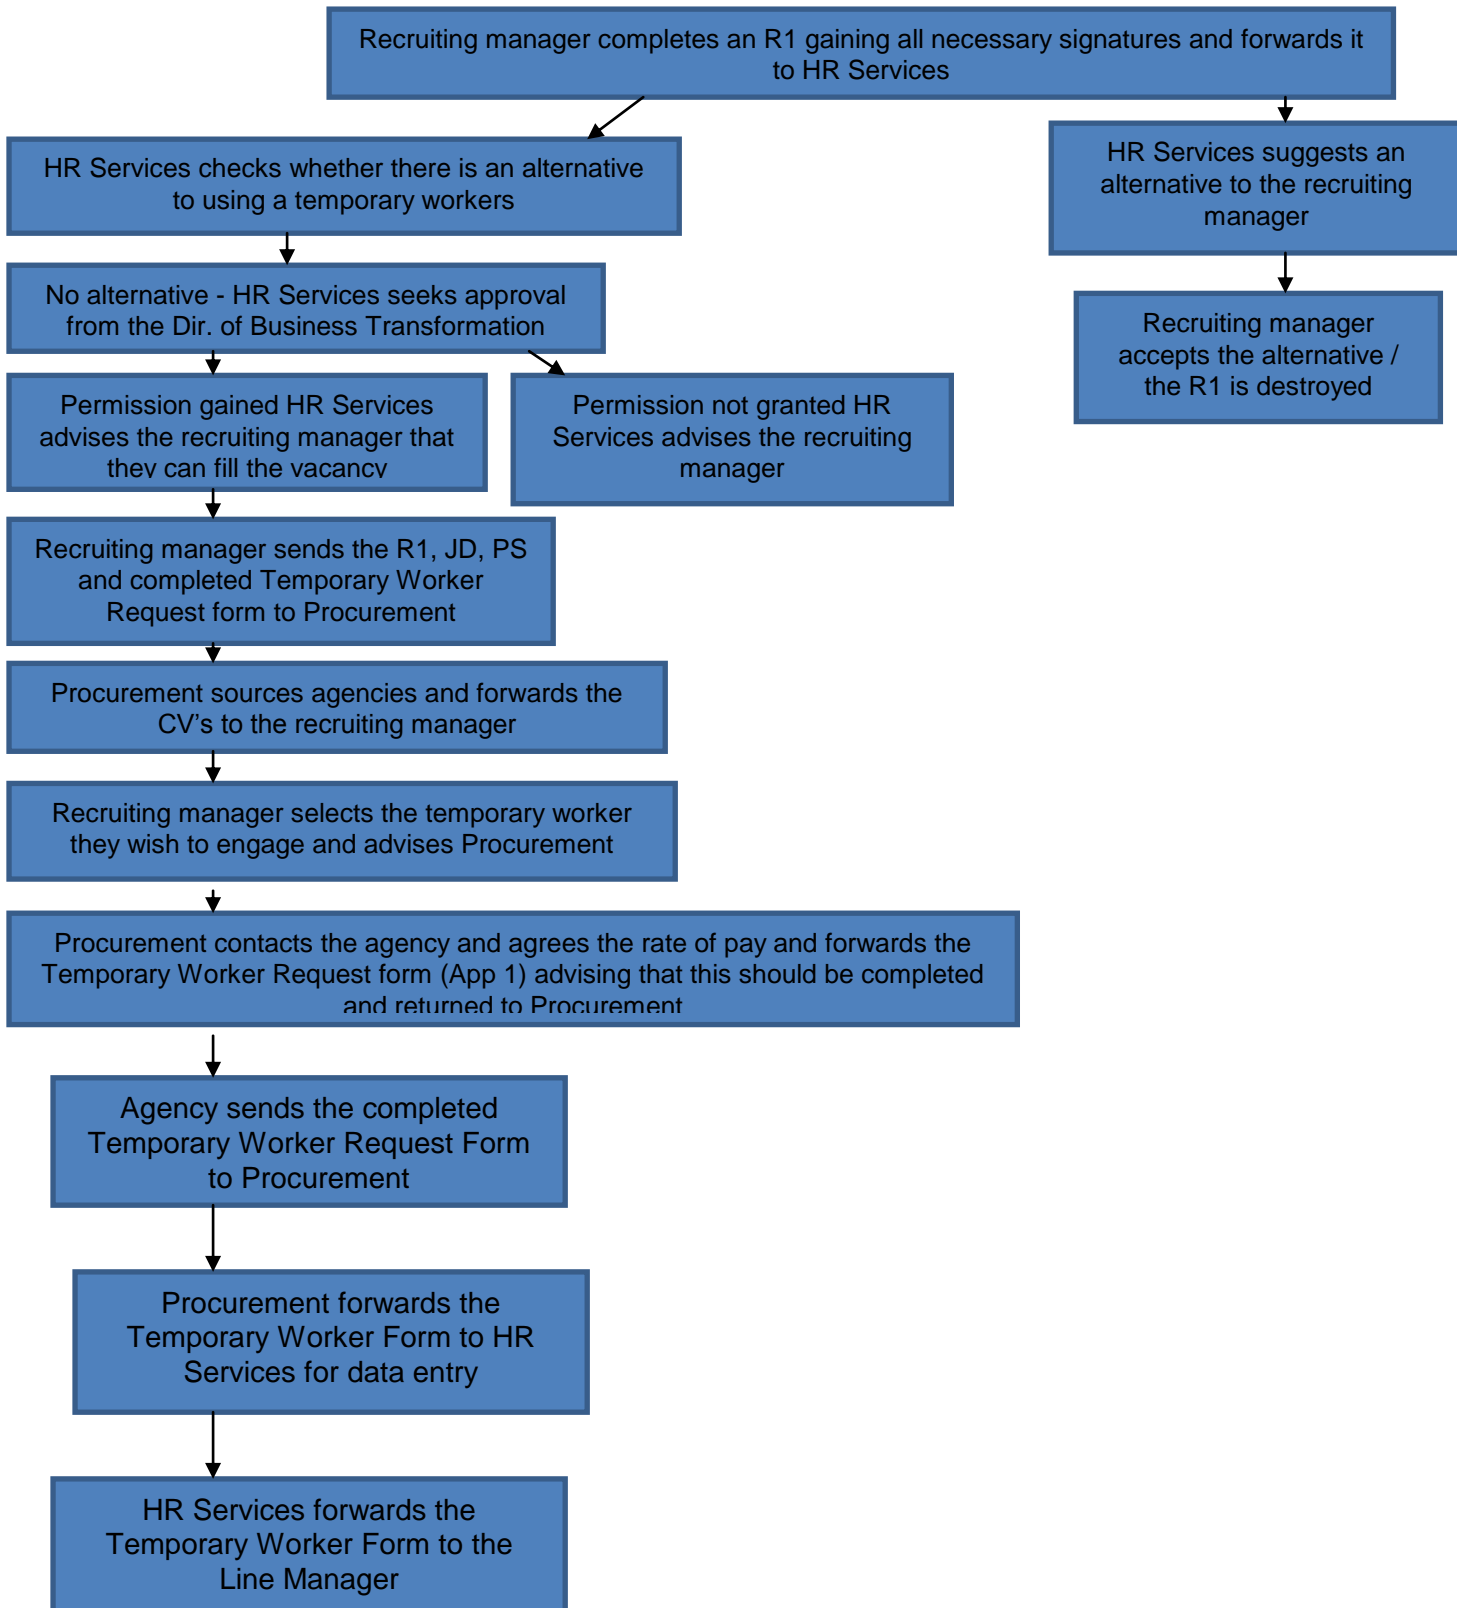 Recruiting manager completes an R1 gaining all necessary signatures and forwards it
to HR Services
HR Services checks whether there is an alternative
to using a temporary workers
HR Services suggests an
alternative to the recruiting
manager
No alternative - HR Services seeks approval
from the Dir. of Business Transformation
Recruiting manager
accepts the alternative /
the R1 is destroyed
Permission gained HR Services
advises the recruiting manager that
they can fill the vacancy
Permission not granted HR
Services advises the recruiting
manager
Recruiting manager sends the R1, JD, PS
and completed Temporary Worker
Request form to Procurement
Procurement sources agencies and forwards the
CV’s to the recruiting manager
Recruiting manager selects the temporary worker
they wish to engage and advises Procurement
Procurement contacts the agency and agrees the rate of pay and forwards the
Temporary Worker Request form (App 1) advising that this should be completed
and returned to Procurement
Agency sends the completed
Temporary Worker Request Form
to Procurement
Procurement forwards the
Temporary Worker Form to HR
Services for data entry
HR Services forwards the
Temporary Worker Form to the
Line Manager